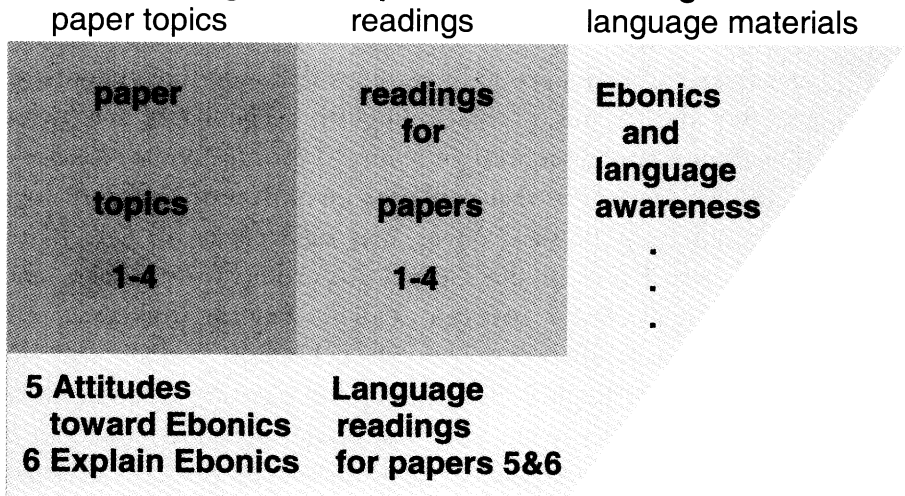 paper topics readings language materials
paper
topics
1-4
readings
for
papers
1-4
Ebonics
and
language
awareness
.
.
.
5 Attitudes
toward Ebonics
6 Explain Ebonics
Language
readings
for papers 5&6